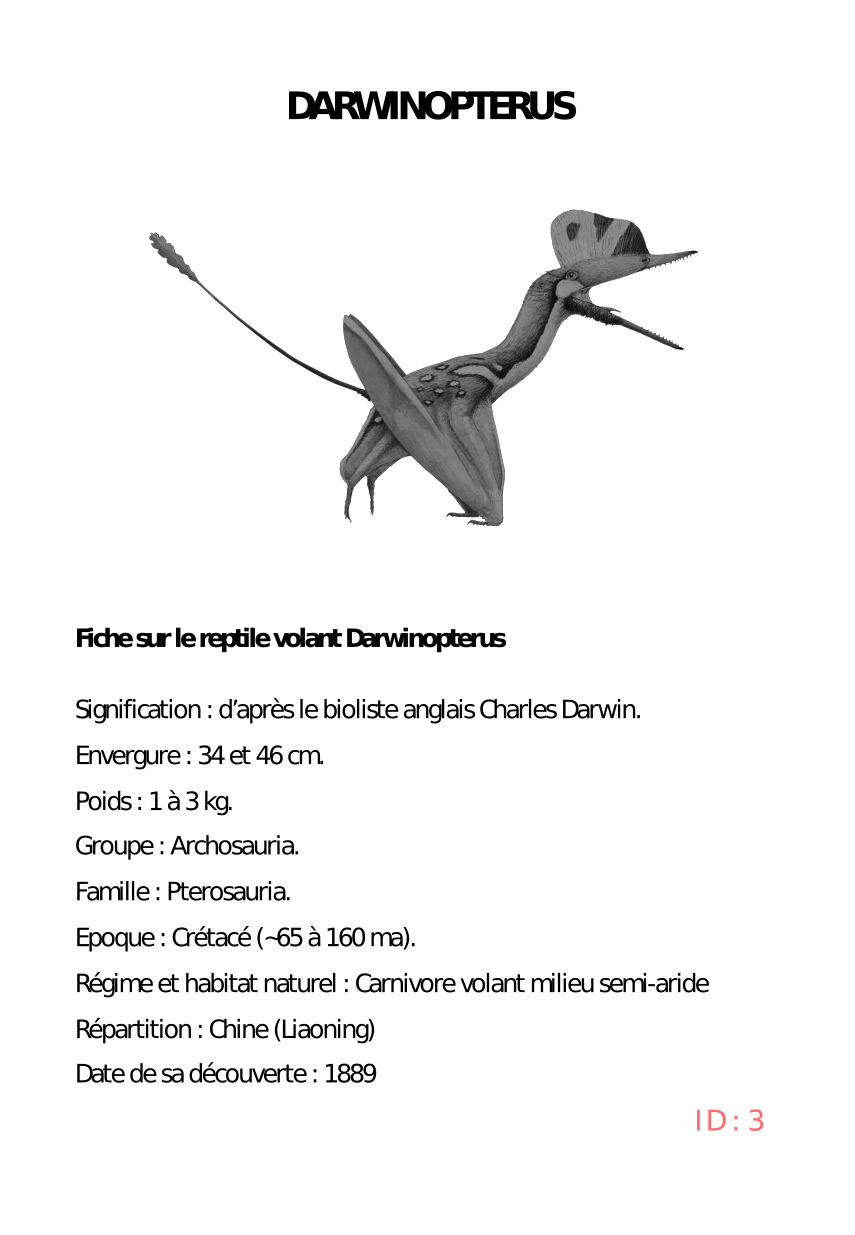 DARWINOPTERUS
Fiche sur le reptile volant Darwinopterus
Signification : d’après le bioliste anglais Charles Darwin.
Envergure : 34 et 46 cm.
Poids : 1 à 3 kg.
Groupe : Archosauria.
Famille : Pterosauria.
Epoque : Crétacé (~65 à 160 ma).
Régime et habitat naturel : Carnivore volant milieu semi-aride
Répartition : Chine (Liaoning)
Date de sa découverte : 1889
ID : 3